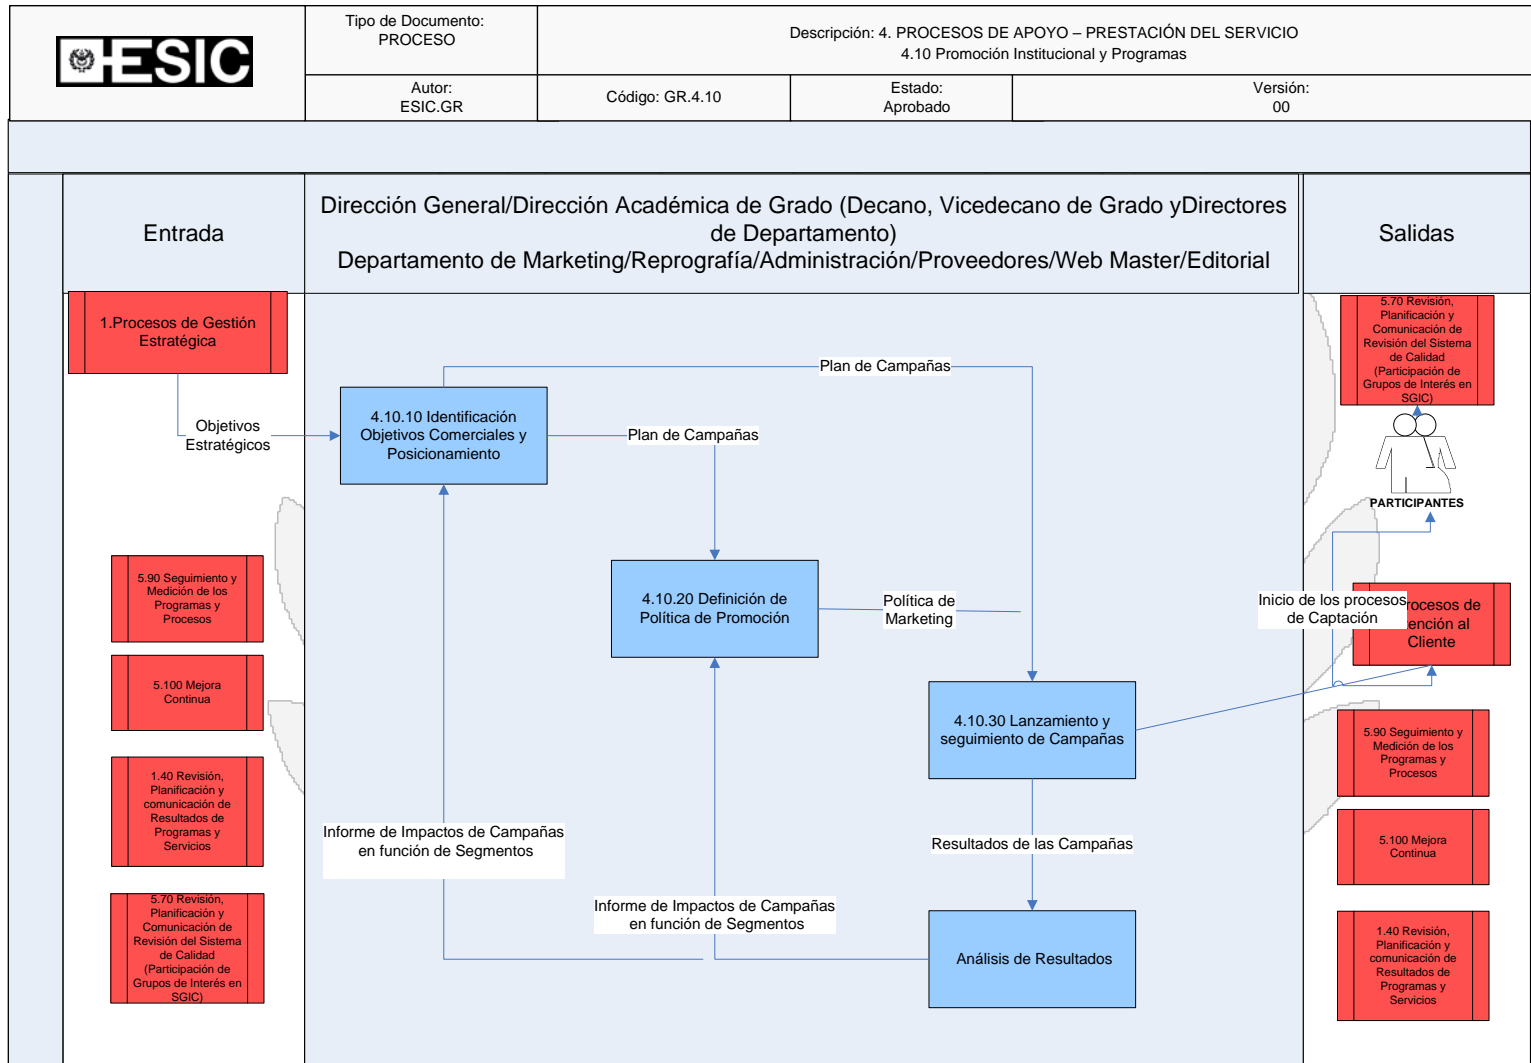 ESIC
Tipo de Documento:
PROCESO
Descripción: 4. PROCESOS DE APOYO – PRESTACIÓN DEL SERVICIO
4.10 Promoción Institucional y Programas
Autor:
ESIC.GR
Código: GR.4.10
Estado:
Aprobado
Versión:
00
Entrada
Dirección General/Dirección Académica de Grado (Decano, Vicedecano de Grado yDirectores
de Departamento)
Departamento de Marketing/Reprografía/Administración/Proveedores/Web Master/Editorial
Salidas
1.Procesos de Gestión
Estratégica
Objetivos
Estratégicos
5.90 Seguimiento y
Medición de los
Programas y
Procesos
5.100 Mejora
Continua
1.40 Revisión,
Planificación y
comunicación de
Resultados de
Programas y
Servicios
5.70 Revisión,
Planificación y
Comunicación de
Revisión del Sistema
de Calidad
(Participación de
Grupos de Interés en
SGIC)
4.10.10 Identificación
Objetivos Comerciales y
Posicionamiento
Plan de Campañas
Plan de Campañas
4.10.20 Definición de
Política de Promoción
Política de
Marketing
4.10.30 Lanzamiento y
seguimiento de Campañas
Resultados de las Campañas
Análisis de Resultados
Informe de Impactos de Campañas
en función de Segmentos
Informe de Impactos de Campañas
en función de Segmentos
5.70 Revisión,
Planificación y
Comunicación de
Revisión del Sistema
de Calidad
(Participación de
Grupos de Interés en
SGIC)
PARTICIPANTES
Inicio de los procesos
de Captación
rocesos de
ención al
Cliente
5.90 Seguimiento y
Medición de los
Programas y
Procesos
5.100 Mejora
Continua
1.40 Revisión,
Planificación y
comunicación de
Resultados de
Programas y
Servicios